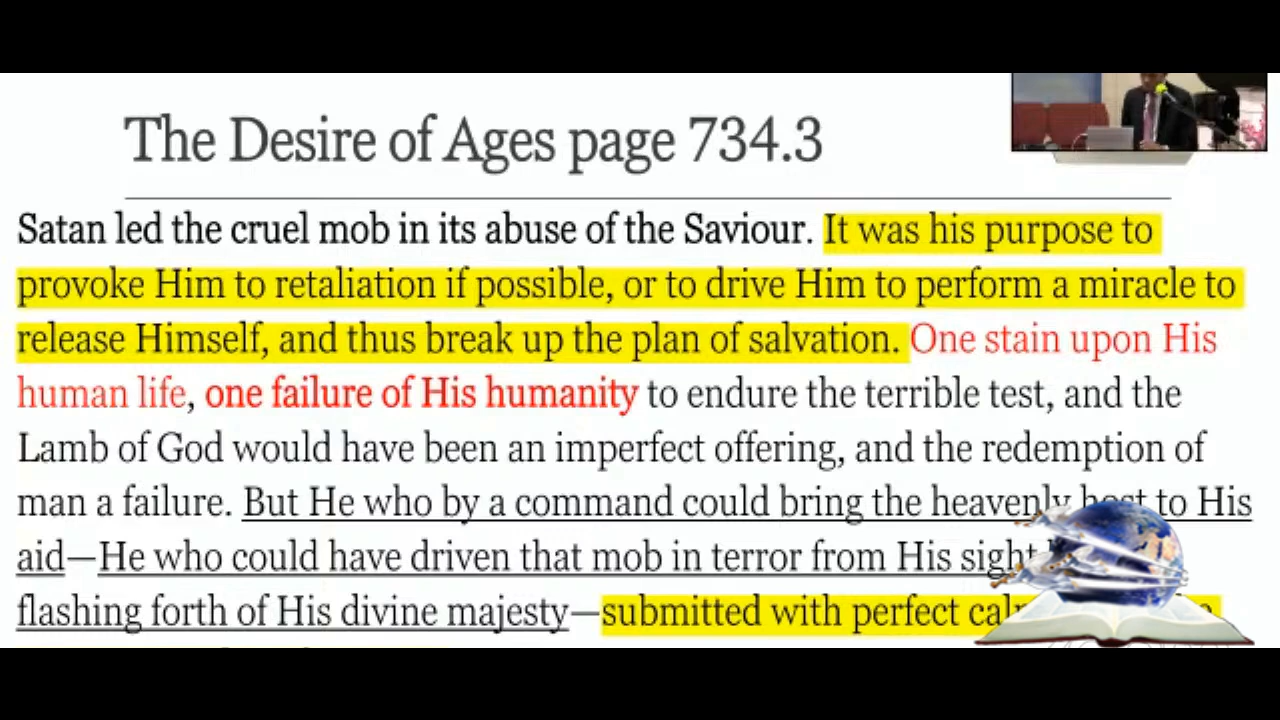 The Desire of Ages page 734.3
Satan led the cruel mob in its abuse of the Saviour. It was his purpose to
provoke Him to retaliation if possible, or to drive Him to perform a miracle to
release Himself, and thus break up the plan of salvation. One stain upon His
human life, one failure of His humanity to endure the terrible test, and the
Lamb of God would have been an imperfect offering, and the redemption of
man a failure. But He who by a command could bring the heavenly host to His
aid—He who could have driven that mob in terror from His sight
flashing forth of His divine majesty—submitted with perfect